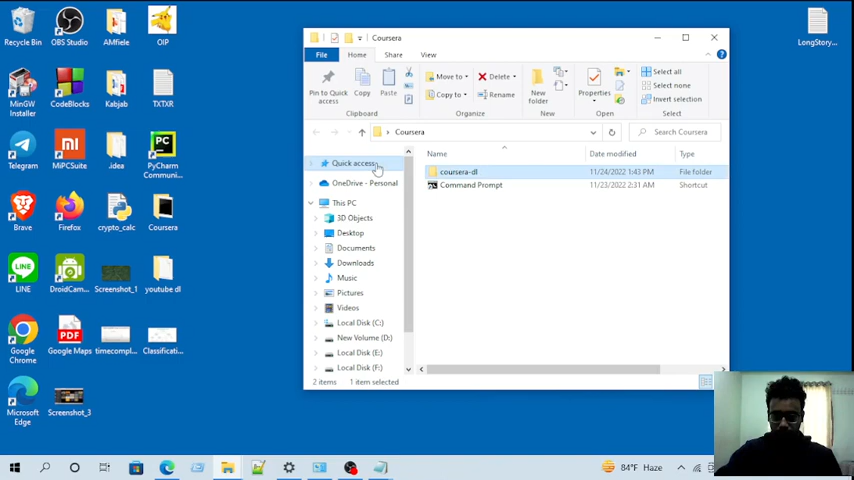 Recycle Bin
OBS Studio
AMfiele
OIP
MinGW
Installer
CodeBlocks
Kabjab
TXTXR
Telegram
MiPCSuite
.idea
PyCharm
Communi...
Brave
Firefox
crypto_calc
Coursera
LINE
DroidCam...
Screenshot_1
youtube dl
Google
Chrome
Google Maps
timecompl...
Classificati...
Microsoft
Edge
Screenshot_3
LongStory...
Coursera
File
Home
Share
View
Pin to Quick
access
Copy
Paste
Clipboard
Move to
Copy to
Delete
Rename
Organize
New
folder
New
Properties
Open
Select all
Select none
Invert selection
Select
Coursera
Search Coursera
Quick access
OneDrive - Personal
This PC
3D Objects
Desktop
Documents
Downloads
Music
Pictures
Videos
Local Disk (C:)
New Volume (D:)
Local Disk (E:)
Local Disk (F:)
Name
Date modified
Type
coursera-dl
11/24/2022 1:43 PM
File folder
Command Prompt
11/23/2022 2:31 AM
Shortcut
2 items
1 item selected
84°F Haze